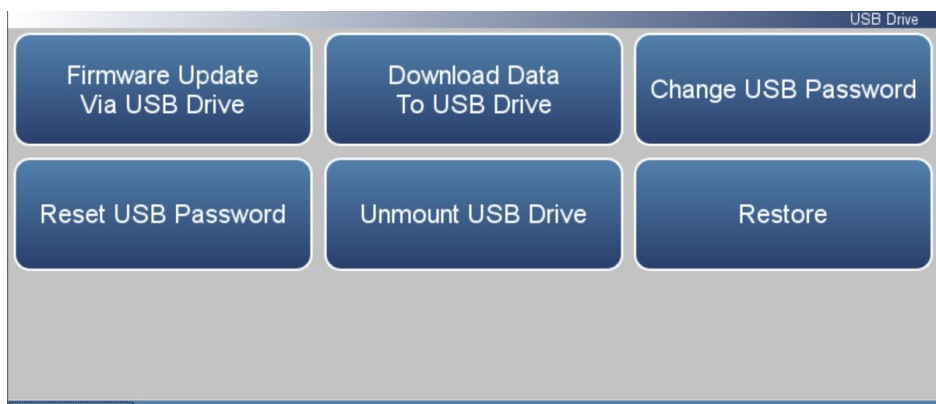 USB Drive
Firmware Update
Via USB Drive
Download Data
To USB Drive
Change USB Password
Reset USB Password
Unmount USB Drive
Restore